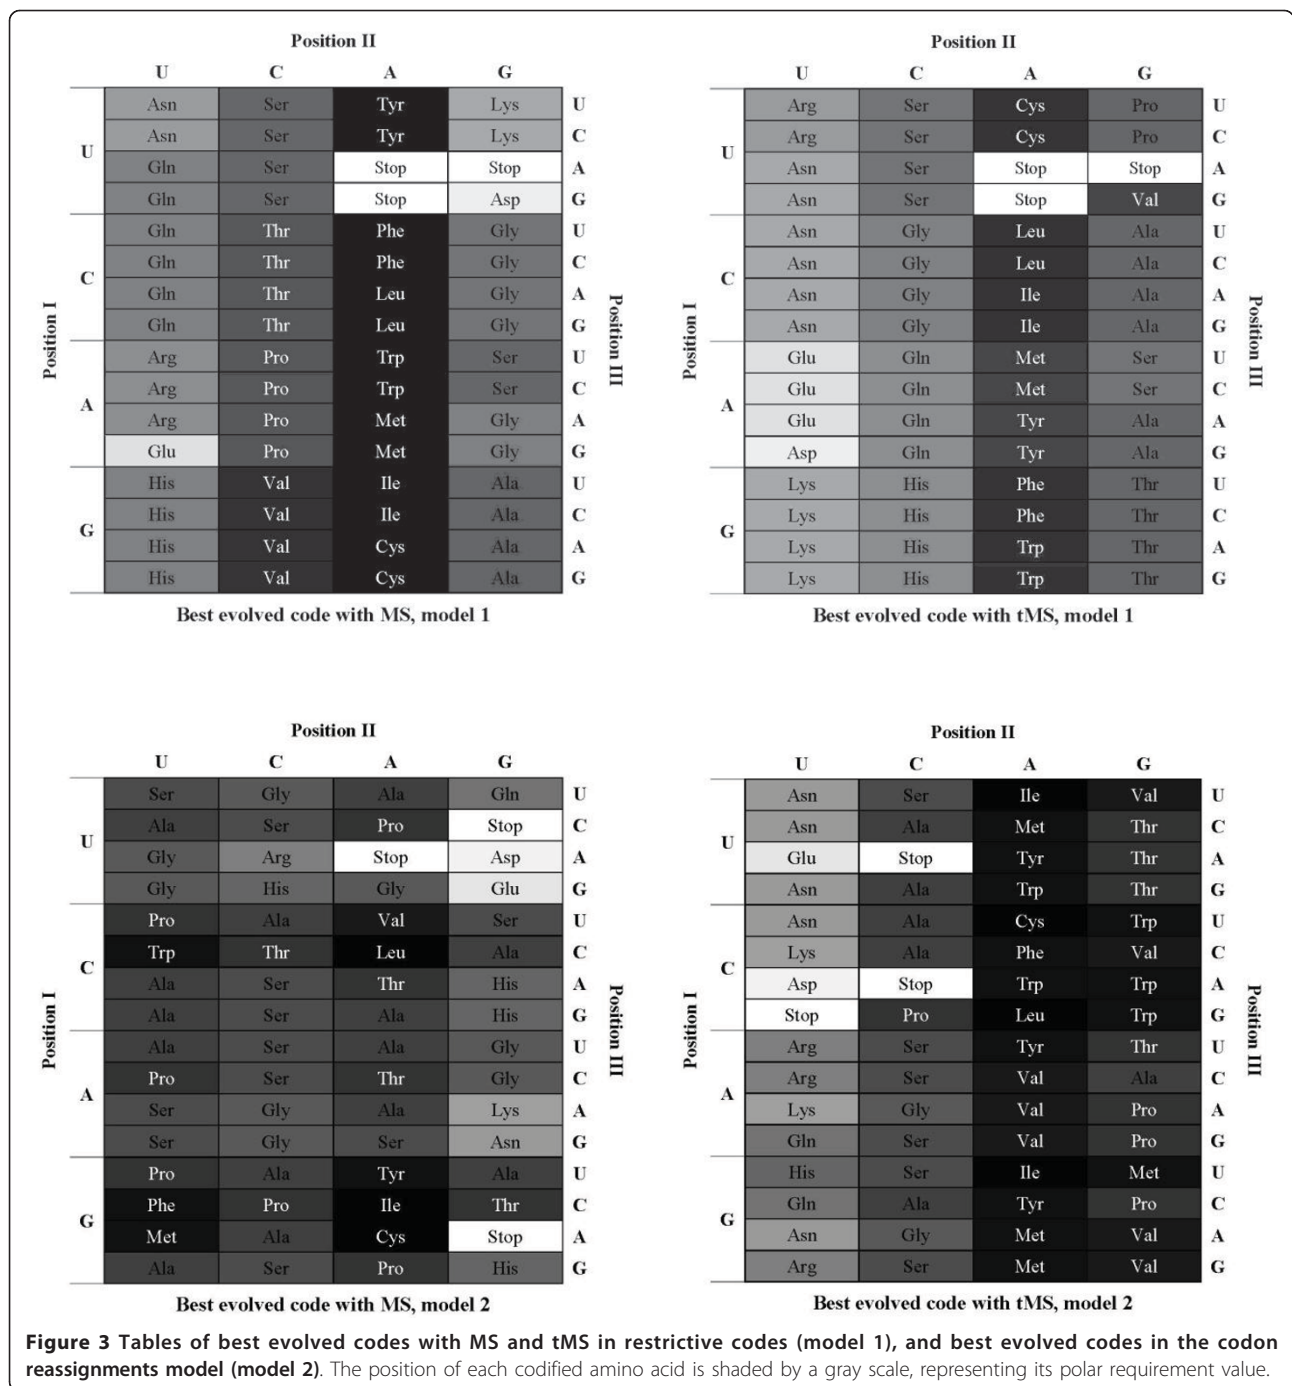 Position II
U C A G
Position I
Position III
U Asn Ser Tyr Lys U
Asn Ser Tyr Lys C
Gln Ser Stop Stop A
Gln Ser Stop Asp G
C Gln Thr Phe Gly U
Gln Thr Phe Gly C
Gln Thr Leu Gly A
Gln Thr Leu Gly G
A Arg Pro Trp Ser U
Arg Pro Trp Ser C
Arg Pro Met Gly A
Glu Pro Met Gly G
G His Val Ile Ala U
His Val Ile Ala C
His Val Cys Ala A
His Val Cys Ala G
Best evolved code with MS, model 1
Position II
U C A G
Position I
Position III
U Arg Ser Cys Pro U
Arg Ser Cys Pro C
Asn Ser Stop Stop A
Asn Ser Stop Val G
C Asn Gly Leu Ala U
Asn Gly Leu Ala C
Asn Gly Ile Ala A
Asn Gly Ile Ala G
A Glu Gln Met Ser U
Glu Gln Met Ser C
Glu Gln Tyr Ala A
Asp Gln Tyr Ala G
G Lys His Phe Thr U
Lys His Phe Thr C
Lys His Trp Thr A
Lys His Trp Thr G
Best evolved code with tMS, model 1
Position II
U C A G
Position I
Position III
U Ser Gly Ala Gln U
Ala Ser Pro Stop C
Gly Arg Stop Asp A
Gly His Gly Glu G
C Pro Ala Val Ser U
Trp Thr Leu Ala C
Ala Ser Thr His A
Ala Ser Ala His G
A Ala Ser Ala Gly U
Pro Ser Thr Gly C
Ser Gly Ala Lys A
Ser Gly Ser Asn G
G Pro Ala Tyr Ala U
Phe Pro Ile Thr C
Met Ala Cys Stop A
Ala Ser Pro His G
Best evolved code with MS, model 2
Position II
U C A G
Position I
Position III
U Asn Ser Ile Val U
Asn Ala Met Thr C
Glu Stop Tyr Thr A
Asn Ala Trp Thr G
C Asn Ala Cys Trp U
Lys Ala Phe Val C
Asp Stop Trp Trp A
Stop Pro Leu Trp G
A Arg Ser Tyr Thr U
Arg Ser Val Ala C
Lys Gly Val Pro A
Gln Ser Val Pro G
G His Ser Ile Met U
Gln Ala Tyr Pro C
Asn Gly Met Val A
Arg Ser Met Val G
Best evolved code with tMS, model 2
Figure 3 Tables of best evolved codes with MS and tMS in restrictive codes (model 1), and best evolved codes in the codon
reassignments model (model 2). The position of each codified amino acid is shaded by a gray scale, representing its polar requirement value.